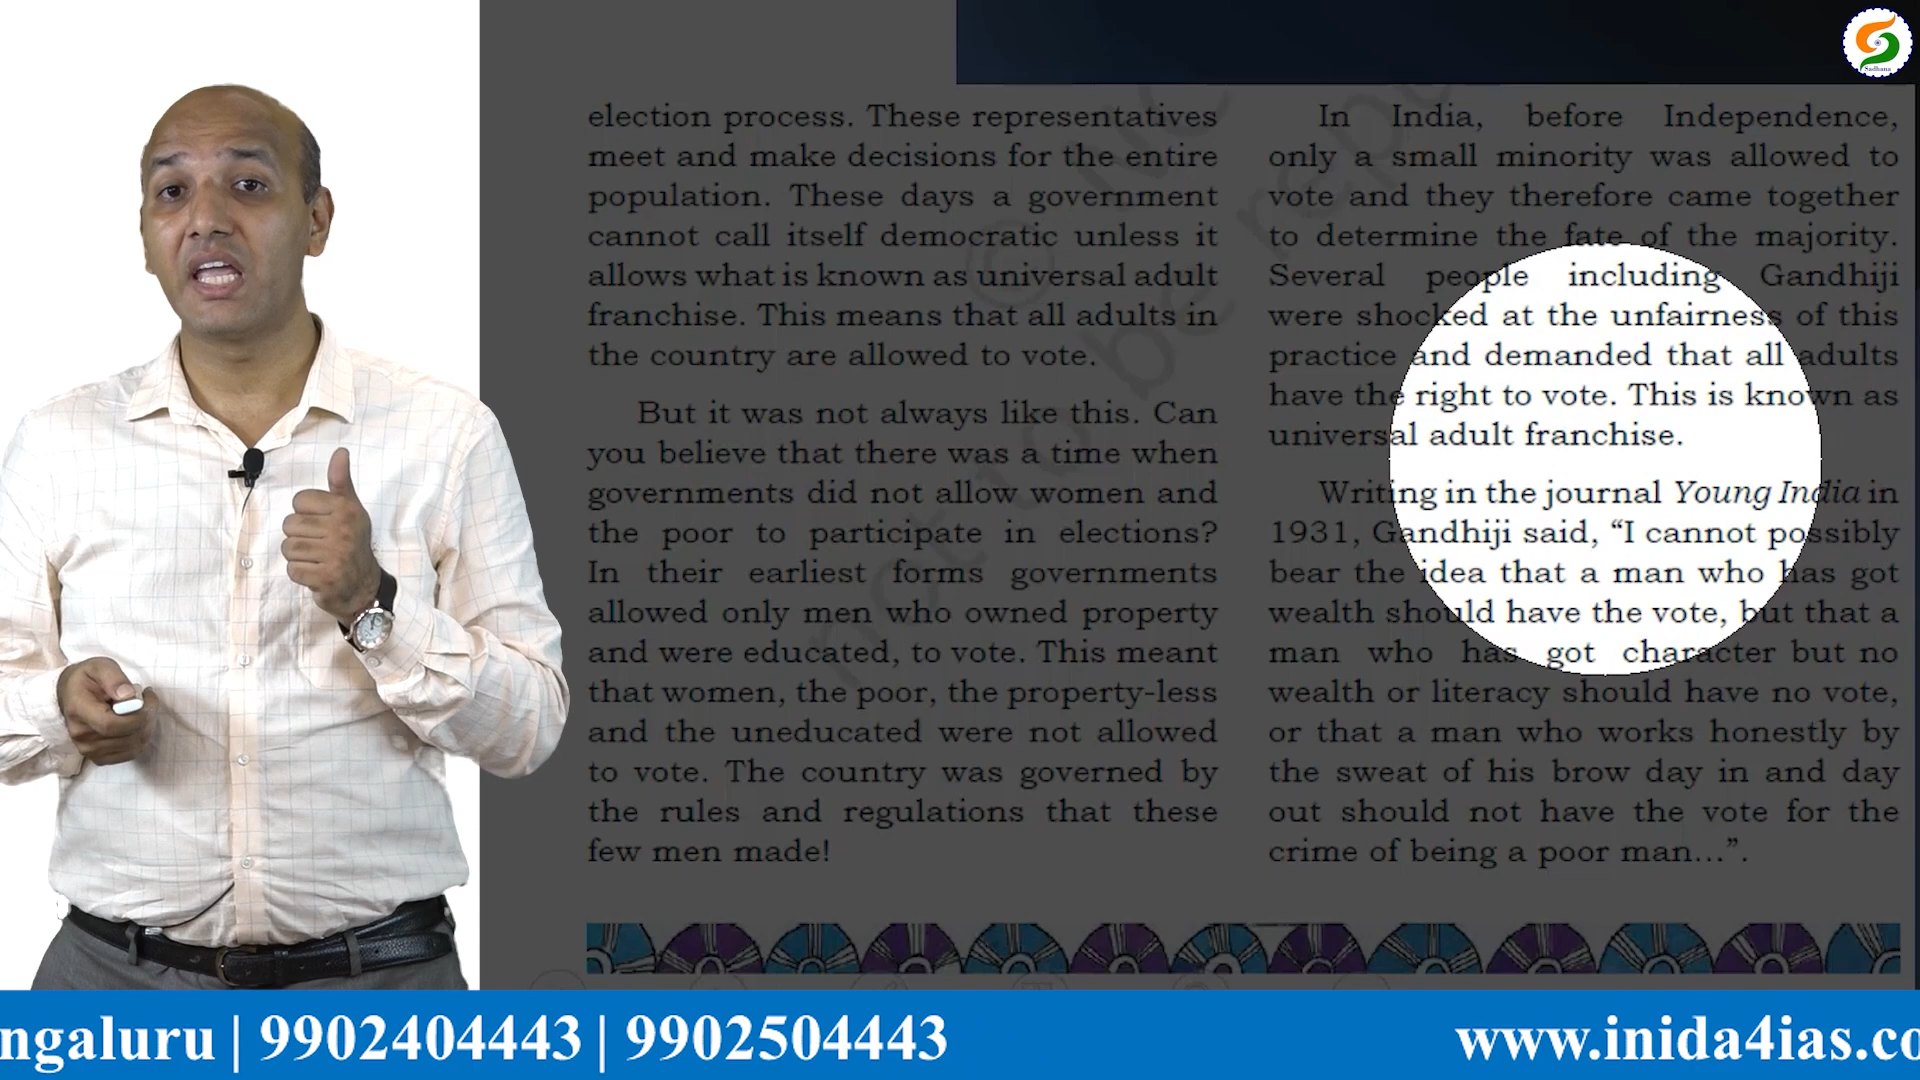 Sadhana
election process. These representatives
meet and make decisions for the entire
population. These days a government
cannot call itself democratic unless it
allows what is known as universal adult
franchise. This means that all adults in
the country are allowed to vote.
But it was not always like this. Can
you believe that there was a time when
governments did not allow women and
the poor to participate in elections?
In their earliest forms governments
allowed only men who owned property
and were educated, to vote. This meant
that women, the poor, the property-less
and the uneducated were not allowed
to vote. The country was governed by
the rules and regulations that these
few men made!
In India, before Independence,
only a small minority was allowed to
vote and they therefore came together
to determine the fate of the majority.
Several people including Gandhiji
were shocked at the unfairness of this
practice and demanded that all adults
have the right to vote. This is known as
universal adult franchise.
Writing in the journal Young India in
1931, Gandhiji said, “I cannot possibly
bear the idea that a man who has got
wealth should have the vote, but that a
man who has got character but no
wealth or literacy should have no vote,
or that a man who works honestly by
the sweat of his brow day in and day
out should not have the vote for the
crime of being a poor man...”.
not to be rep
ngaluru | 9902404443 | 9902504443
www.inida4ias.co